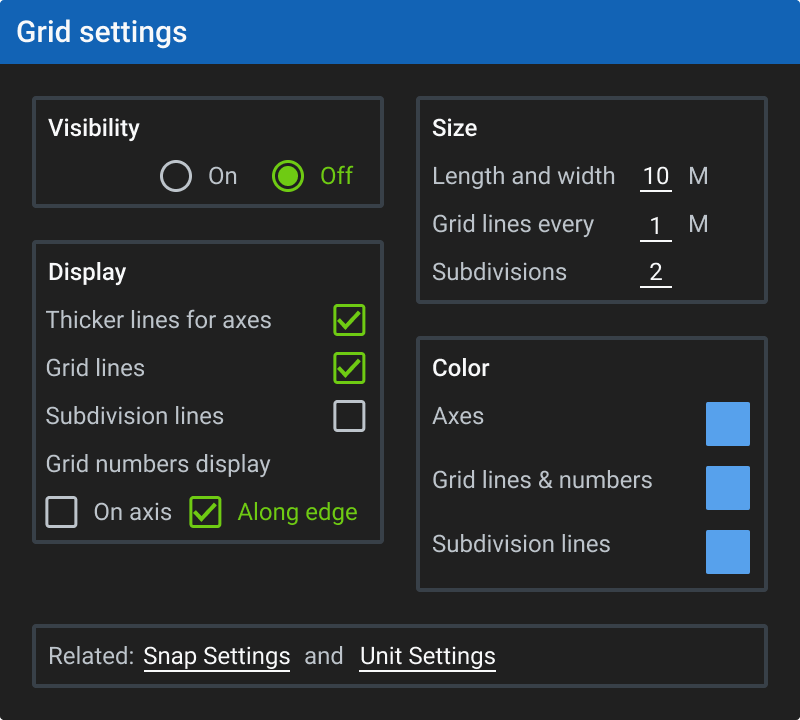 Grid settings
Visibility
On Off
Display
Thicker lines for axes
Grid lines
Subdivision lines
Grid numbers display
On axis Along edge
Size
Length and width 10 M
Grid lines every 1 M
Subdivisions 2
Color
Axes
Grid lines & numbers
Subdivision lines
Related: Snap Settings and Unit Settings